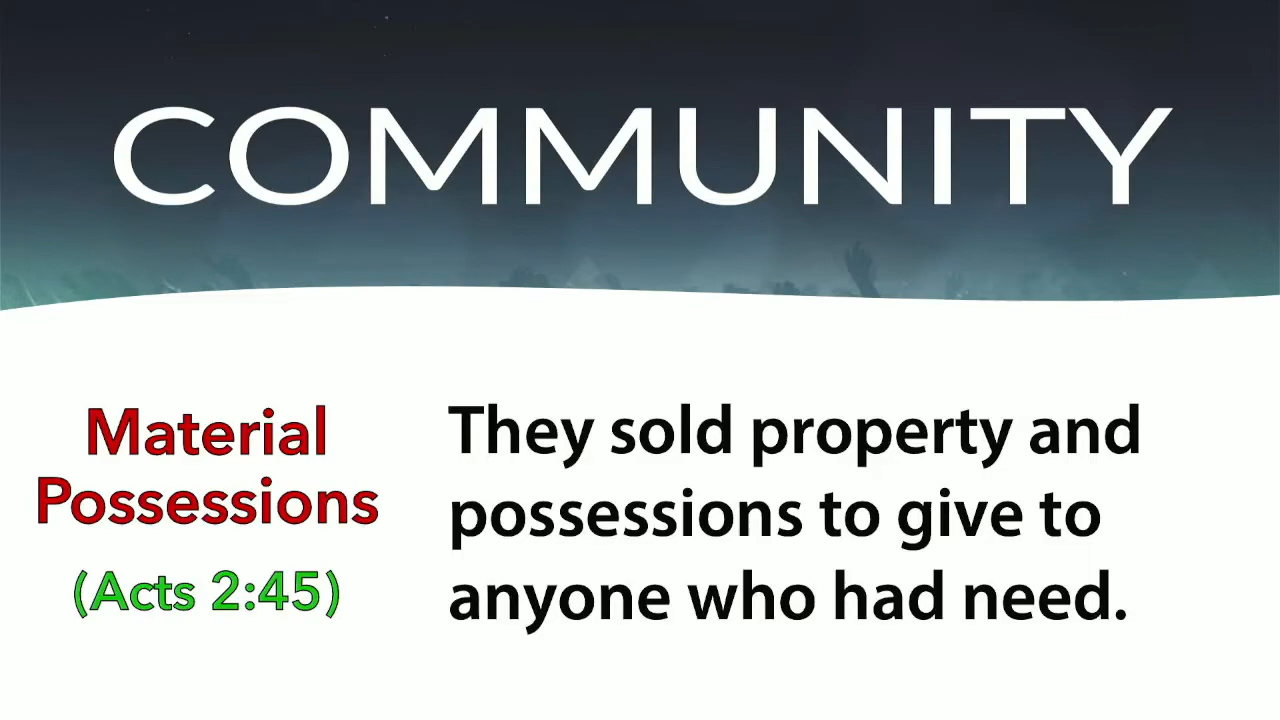 COMMUNITY
Material
Possessions
(Acts 2:45)
They sold property and
possessions to give to
anyone who had need.